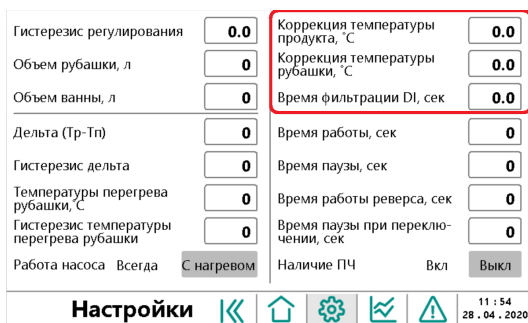 Гистерезис регулирования 0.0
Объем рубашки, л 0
Объем ванны, л 0
Дельта (Тр-Тп) 0
Гистерезис дельта 0
Температуры перегрева
рубашки,˚С 0
Гистерезис температуры
перегрева рубашки 0
Работа насоса Всегда С нагревом
Коррекция температуры
продукта, ˚С 0.0
Коррекция температуры
рубашки, ˚С 0.0
Время фильтрации DI, сек 0.0
Время работы, сек 0
Время паузы, сек 0
Время работы реверса, сек 0
Время паузы при переклю-
чении, сек 0
Наличие ПЧ Вкл Выкл
Настройки
11 : 54
28 . 04 . 2020